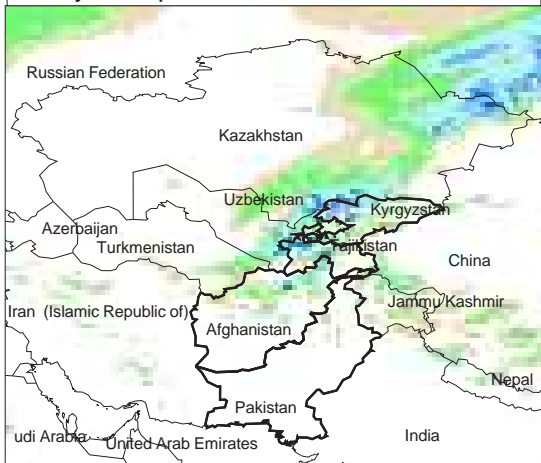 Russian Federation
Kazakhstan
Uzbekistan
Kyrgyzstan
Azerbaijan
Turkmenistan
Tajikistan
China
Iran (Islamic Republic of)
Jammu/Kashmir
Afghanistan
Nepal
Pakistan
udi Arabia
United Arab Emirates
India